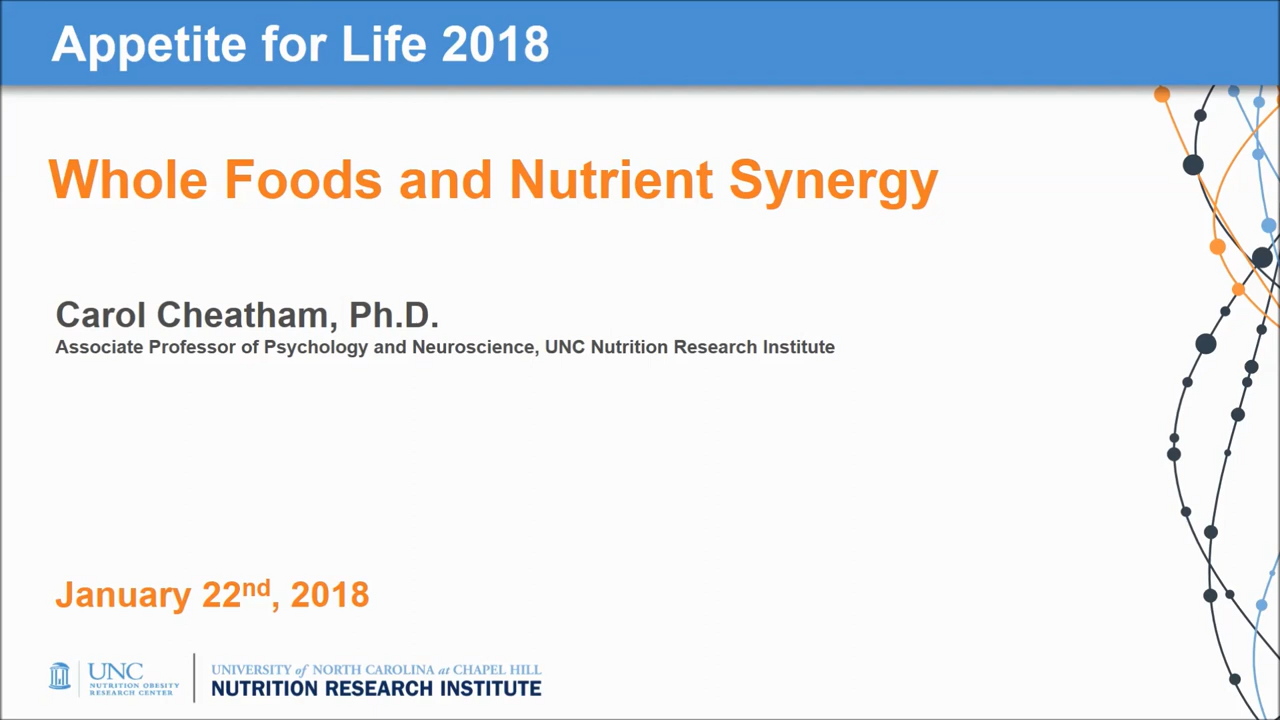 Appetite for Life 2018
Whole Foods and Nutrient Synergy
Carol Cheatham, Ph.D.
Associate Professor of Psychology and Neuroscience, UNC Nutrition Research Institute
January 22nd, 2018
UNC
NUTRITION OBESITY
RESEARCH CENTER
UNIVERSITY of NORTH CAROLINA at CHAPEL HILL
NUTRITION RESEARCH INSTITUTE